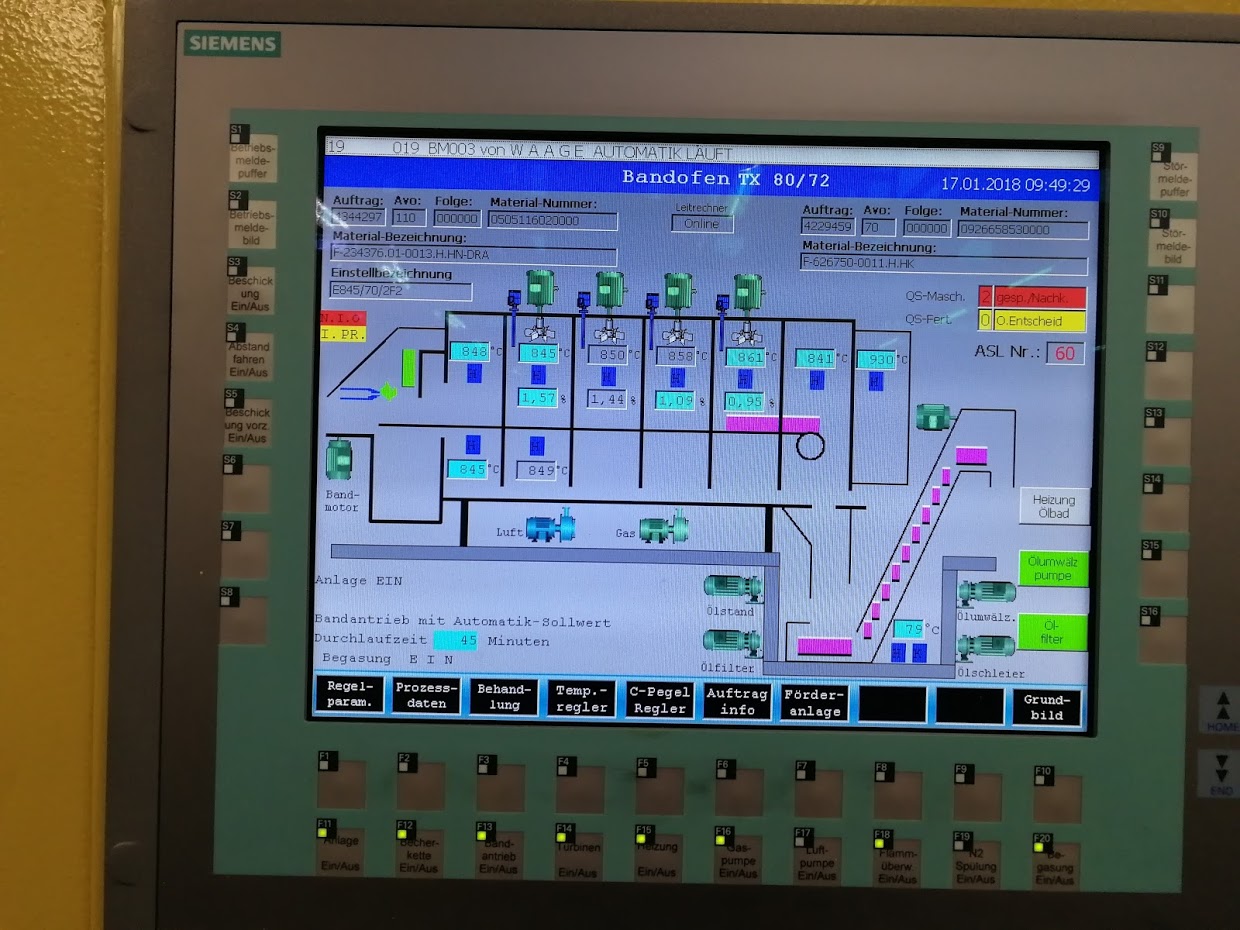 SIEMENS
S1
Betriebs-
melde-
puffer
S2
Betriebs-
melde-
bild
S3
Beschick
ung
Ein/Aus
S4
Abstand
fahren
Ein/Aus
S5
Beschick
ung vorz.
Ein/Aus
S6
S7
S8
19 019 BM003 von W A A G E AUTOMATIK LÄUFT
Bandofen TX 80/72
17.01.2018 09:49:29
Auftrag: Avo: Folge: Material-Nummer:
1344297 110 000000 0505116020000
Material-Bezeichnung:
F-234376.01-0013.H.HN-DRA
Einstellbezeichnung
E845/70/2F2
Leitrechner
Online
Auftrag: Avo: Folge: Material-Nummer:
4229459 70 000000 0926658530000
Material-Bezeichnung:
F-626750-0011.H.HK
QS-Masch. 2 gesp./Nachk.
QS-Fert. 0 O.Entscheid
ASL Nr.: 60
N.I.O
I.PR.
848 °C 845 °C 850 °C 858 °C 861 °C 841 °C 930 °C
H H H H H H H
1,57 % 1,44 % 1,09 % 0,95 %
H H
845 °C 849 °C
Band-
motor
Luft
Gas
Heizung
Ölbad
Ölumwälz
pumpe
Öl-
filter
Anlage EIN
Bandantrieb mit Automatik-Sollwert
Durchlaufzeit 45 Minuten
Begasung E I N
Ölstand
Ölfilter
79 °C
H K
Ölumwälz.
Ölschleier
Regel-
param.
Prozess-
daten
Behand-
lung
Temp.-
regler
C-Pegel
Regler
Auftrag
info
Förder-
anlage
Grund-
bild
S9
Stör-
melde-
puffer
S10
Stör-
melde-
bild
S11
S12
S13
S14
S15
S16
HOME
END
F1 F2 F3 F4 F5 F6 F7 F8 F9 F10
F11
Anlage
Ein/Aus
F12
Becher-
kette
Ein/Aus
F13
Band-
antrieb
Ein/Aus
F14
Turbinen
Ein/Aus
F15
Heizung
Ein/Aus
F16
Gas-
pumpe
Ein/Aus
F17
Luft-
pumpe
Ein/Aus
F18
Flamm-
überw.
Ein/Aus
F19
N2
Spülung
Ein/Aus
F20
Be-
gasung
Ein/Aus